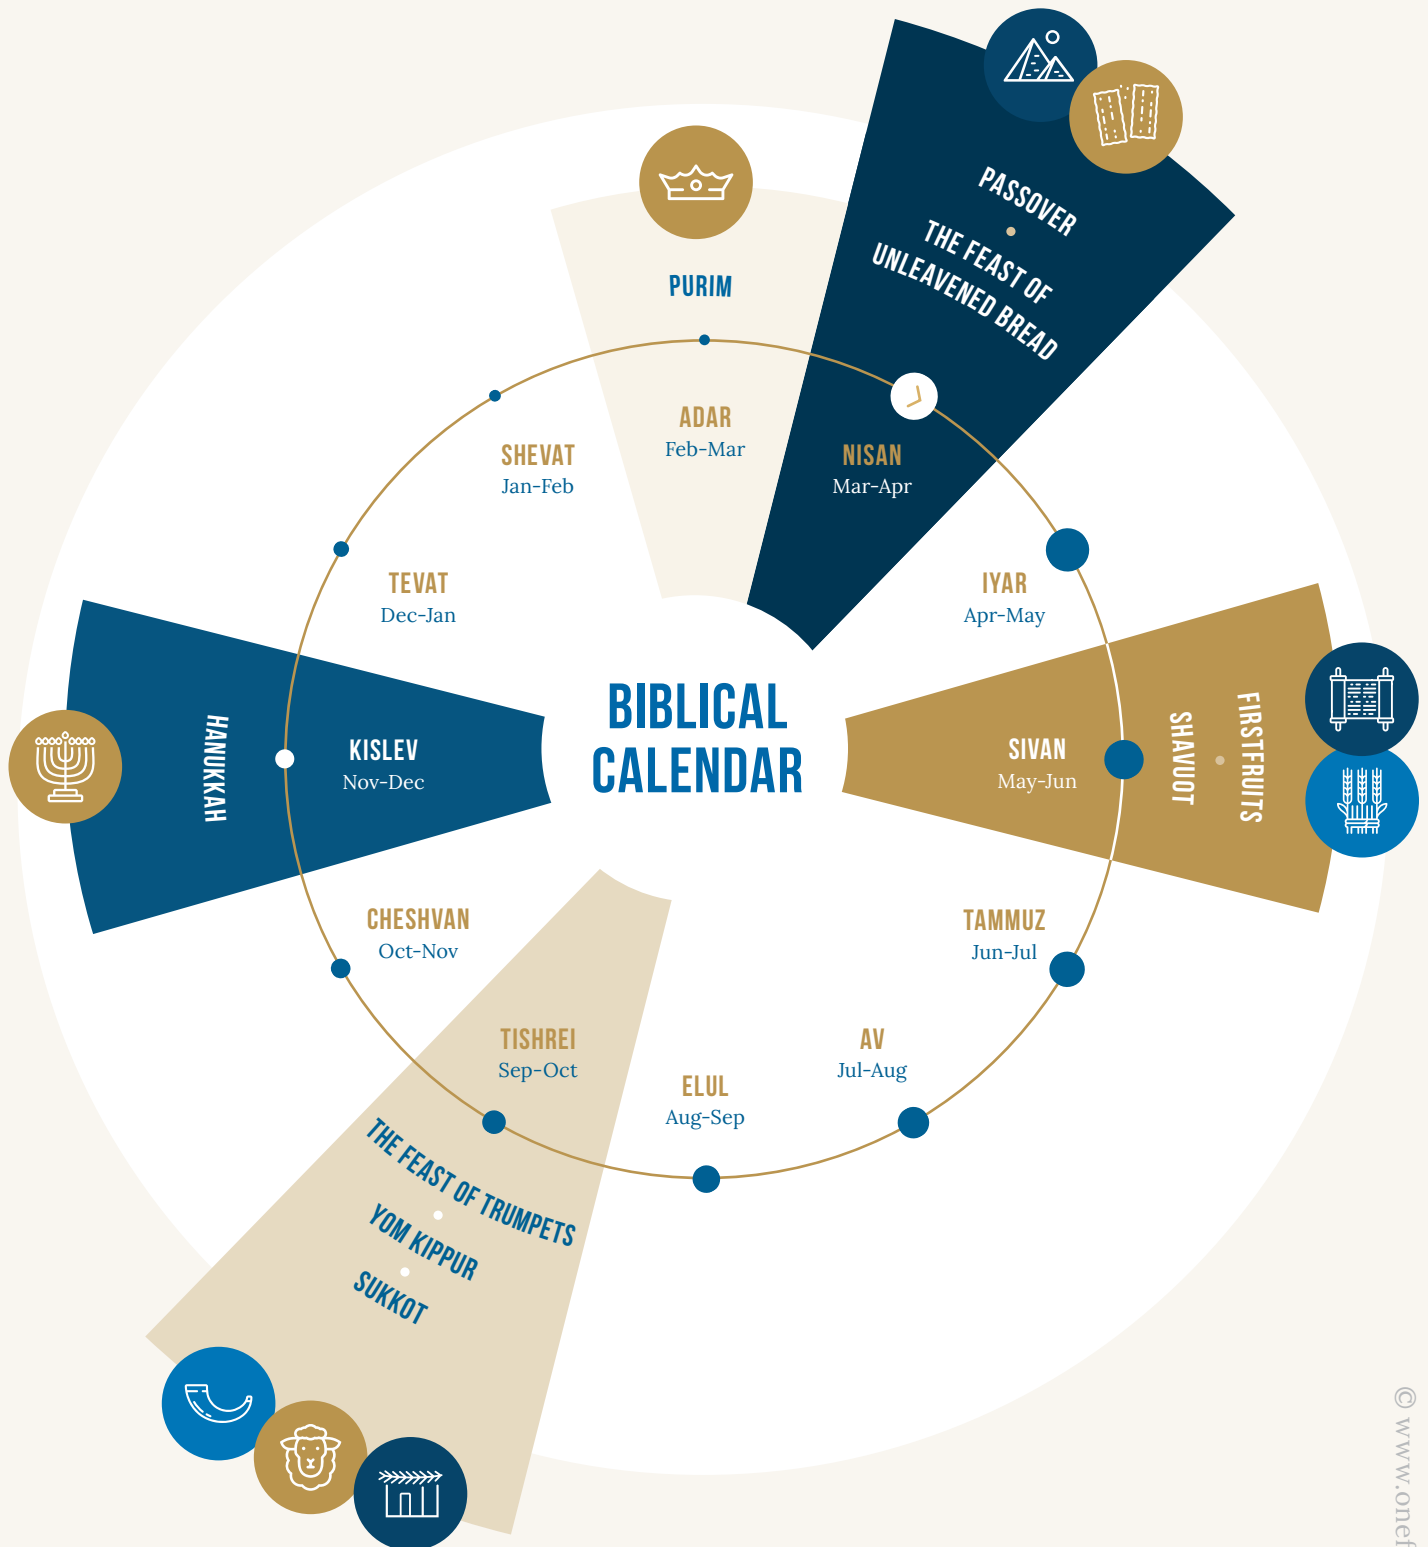 BIBLICAL
CALENDAR
PASSOVER
THE FEAST OF
UNLEAVENED BREAD
NISAN
Mar-Apr
IYAR
Apr-May
FIRSTFRUITS
SHAVUOT
SIVAN
May-Jun
TAMMUZ
Jun-Jul
AV
Jul-Aug
ELUL
Aug-Sep
TISHREI
Sep-Oct
THE FEAST OF TRUMPETS
YOM KIPPUR
SUKKOT
CHESHVAN
Oct-Nov
HANUKKAH
KISLEV
Nov-Dec
TEVAT
Dec-Jan
SHEVAT
Jan-Feb
PURIM
ADAR
Feb-Mar
© www.onef